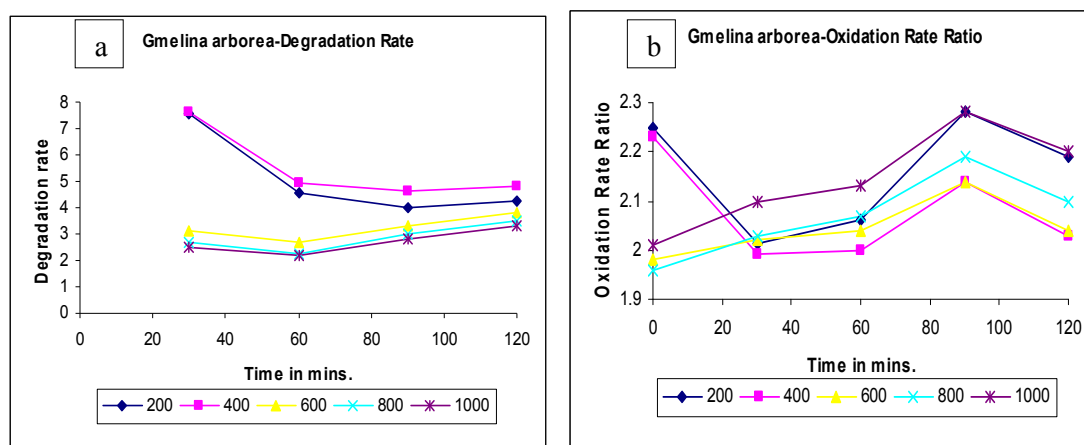 a
Gmelina arborea-Degradation Rate
Degradation rate
8
7
6
5
4
3
2
1
0
0 20 40 60 80 100 120
Time in mins.
200 400 600 800 1000
b
Gmelina arborea-Oxidation Rate Ratio
Oxidation Rate Ratio
2.3
2.2
2.1
2
1.9
0 20 40 60 80 100 120
Time in mins.
200 400 600 800 1000